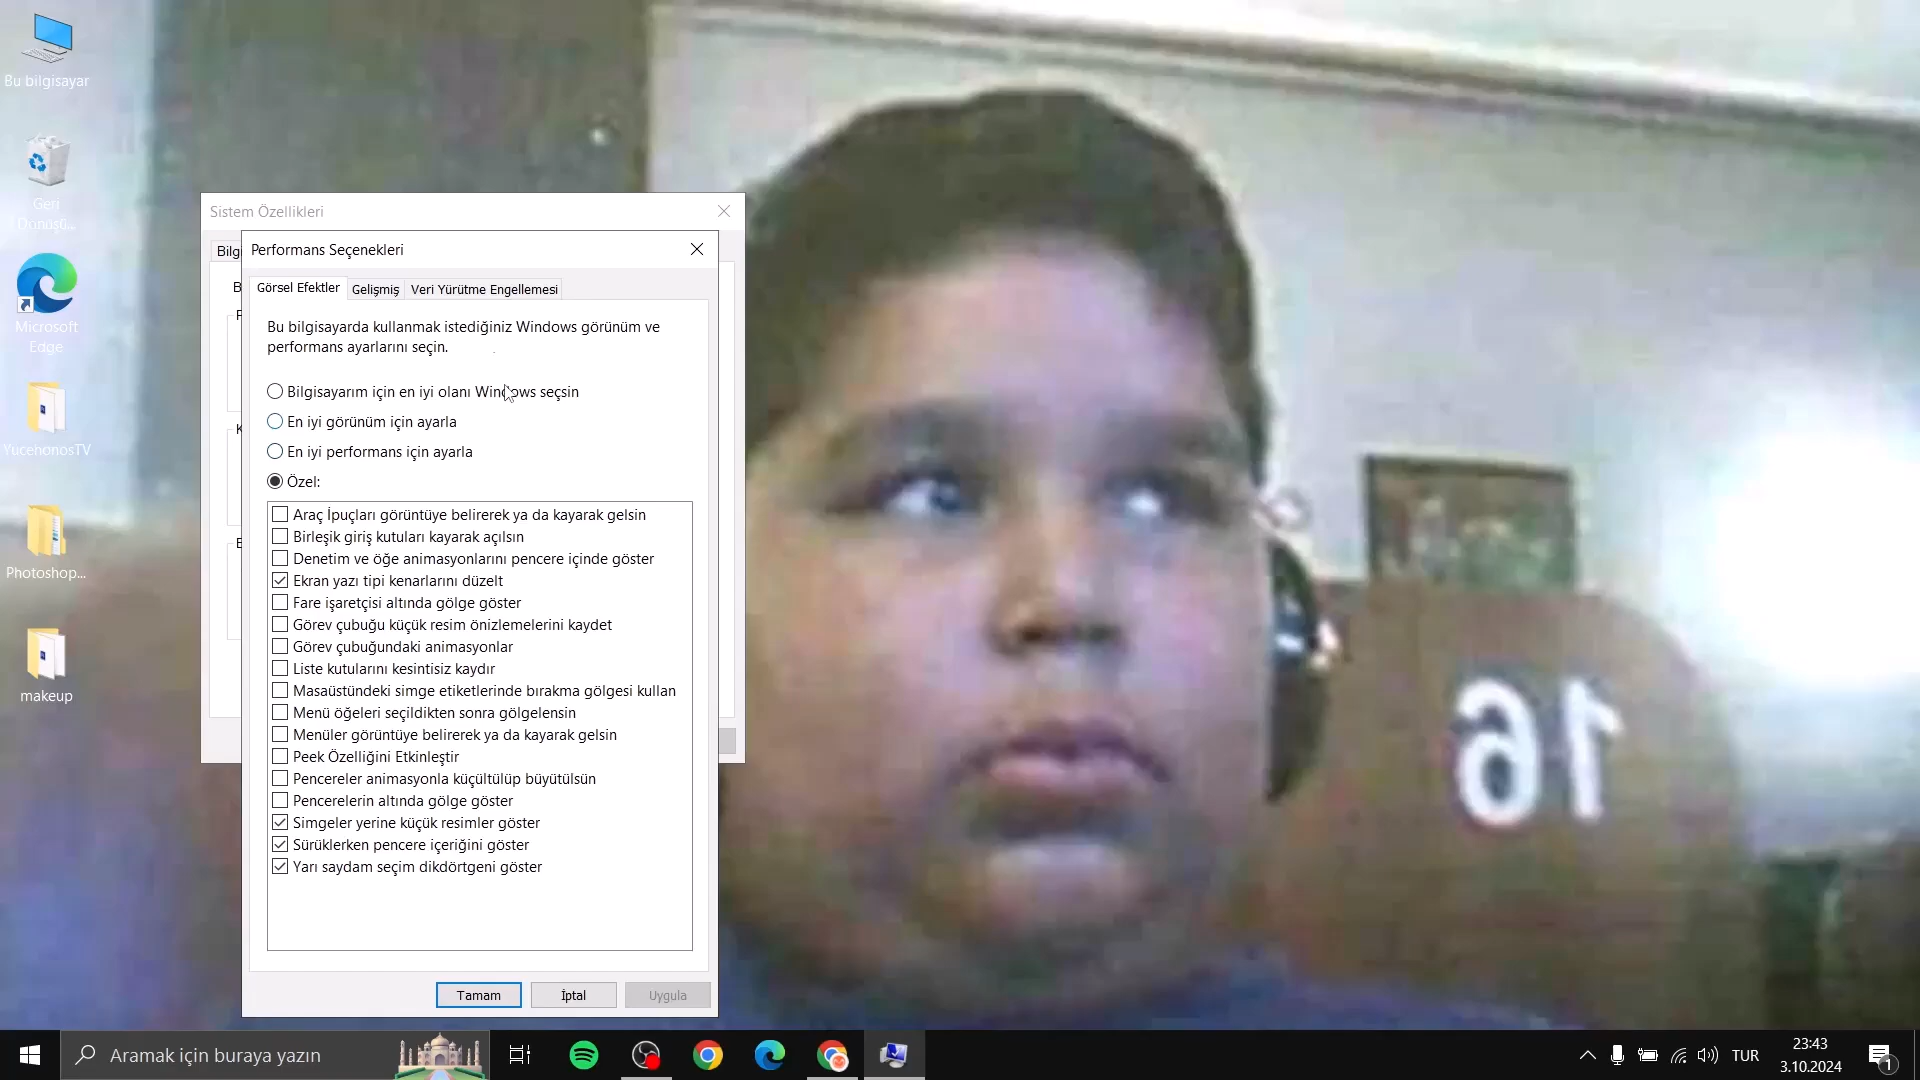 Bu bilgisayar
Geri
Dönüşü...
Microsoft
Edge
YucenonosTV
Photoshop...
makeup
Sistem Özellikleri
Bilgi
Performans Seçenekleri
Görsel Efektler
Gelişmiş
Veri Yürütme Engellemesi
Bu bilgisayarda kullanmak istediğiniz Windows görünüm ve
performans ayarlarını seçin.
Bilgisayarım için en iyi olanı Windows seçsin
En iyi görünüm için ayarla
En iyi performans için ayarla
Özel:
Araç İpuçları görüntüye belirerek ya da kayarak gelsin
Birleşik giriş kutuları kayarak açılsın
Denetim ve öğe animasyonlarını pencere içinde göster
Ekran yazı tipi kenarlarını düzelt
Fare işaretçisi altında gölge göster
Görev çubuğu küçük resim önizlemelerini kaydet
Görev çubuğundaki animasyonlar
Liste kutularını kesintisiz kaydır
Masaüstündeki simge etiketlerinde bırakma gölgesi kullan
Menü öğeleri seçildikten sonra gölgelensin
Menüler görüntüye belirerek ya da kayarak gelsin
Peek Özelliğini Etkinleştir
Pencereler animasyonla küçültülüp büyütülsün
Pencerelerin altında gölge göster
Simgeler yerine küçük resimler göster
Sürüklerken pencere içeriğini göster
Yarı saydam seçim dikdörtgeni göster
Tamam
İptal
Uygula
16
Aramak için buraya yazın
TUR
23:43
3.10.2024
1